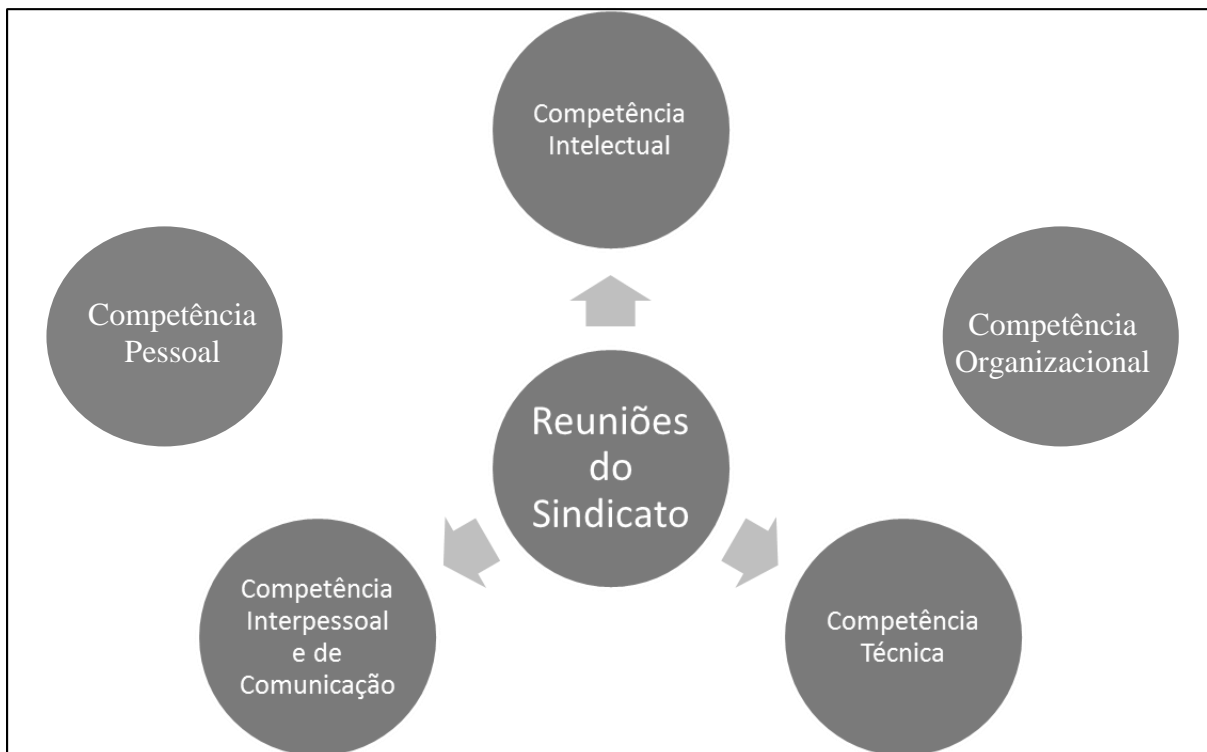 Competência
Intelectual
Competência
Pessoal
Competência
Organizacional
Reuniões
do
Sindicato
Competência
Interpessoal
e de
Comunicação
Competência
Técnica